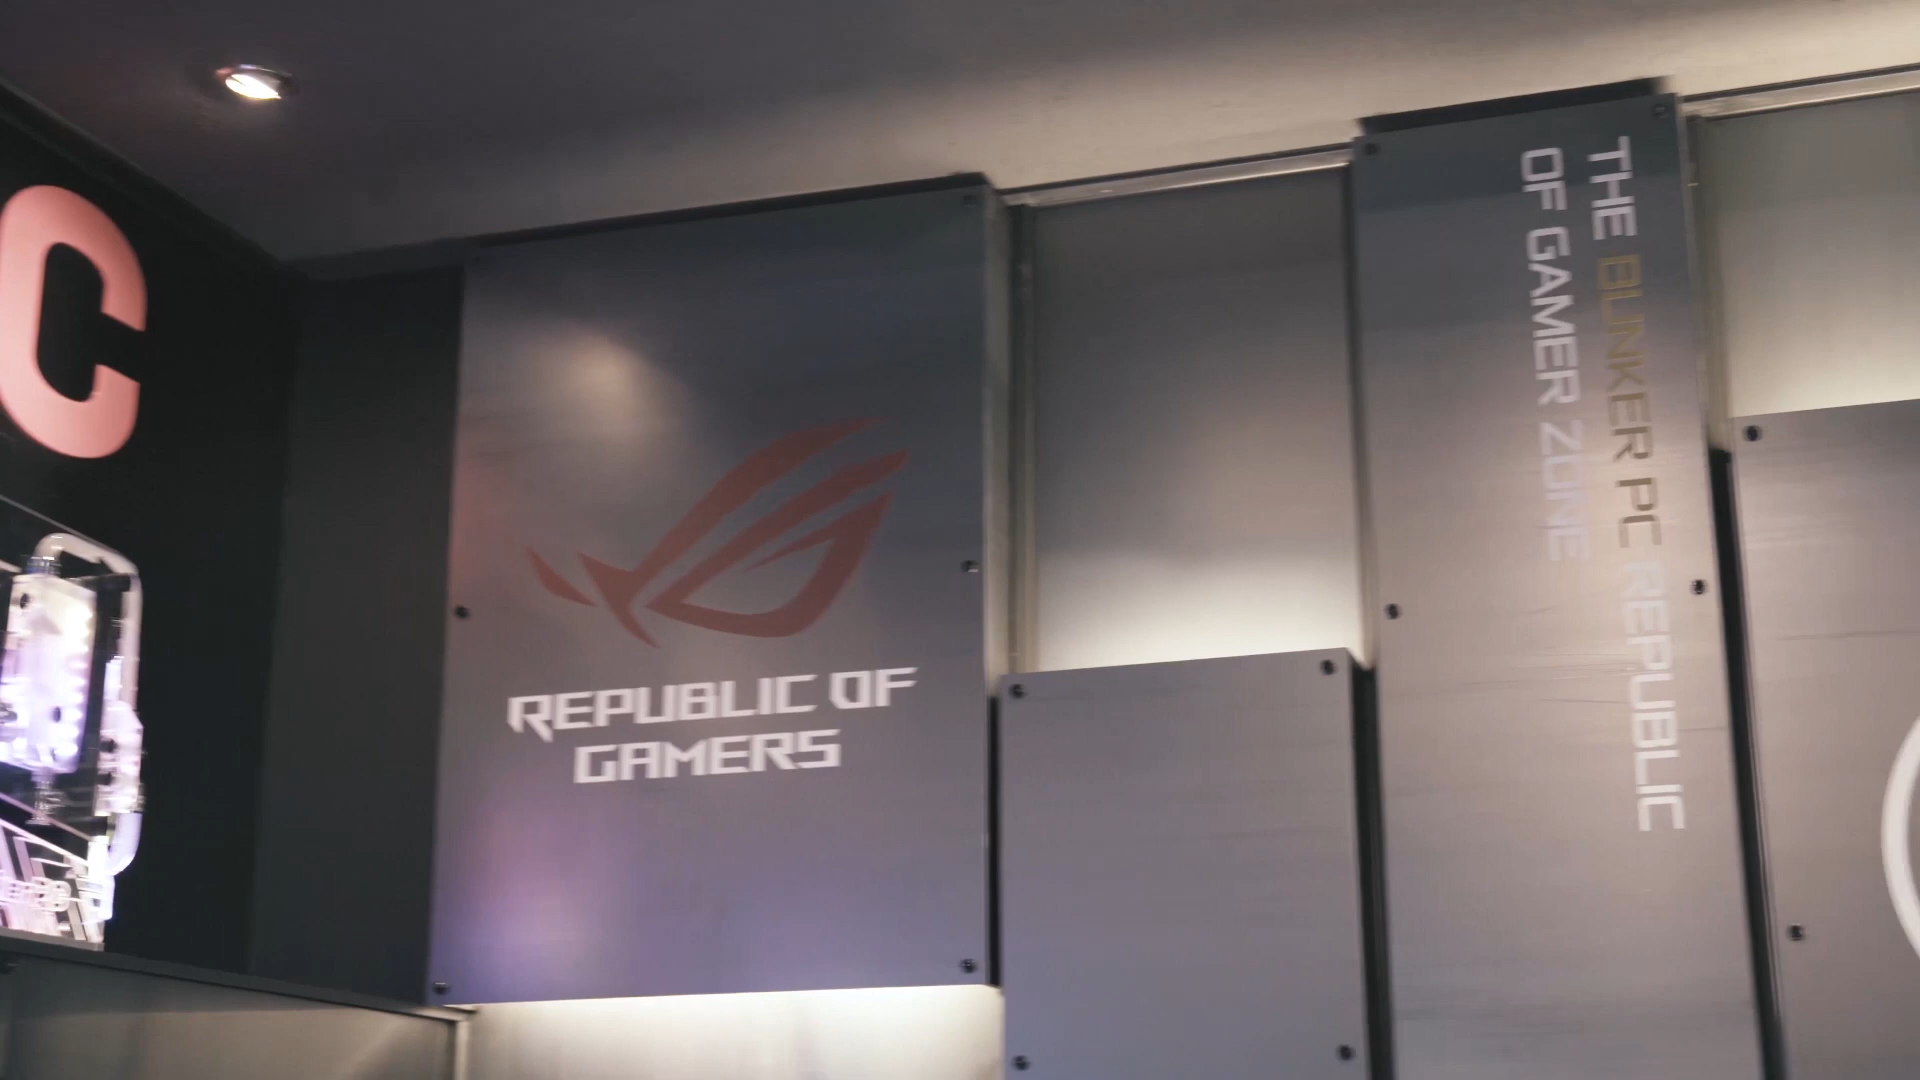 C
REPUBLIC OF
GAMERS
THE BUNKER PC REPUBLIC
OF GAMER ZONE